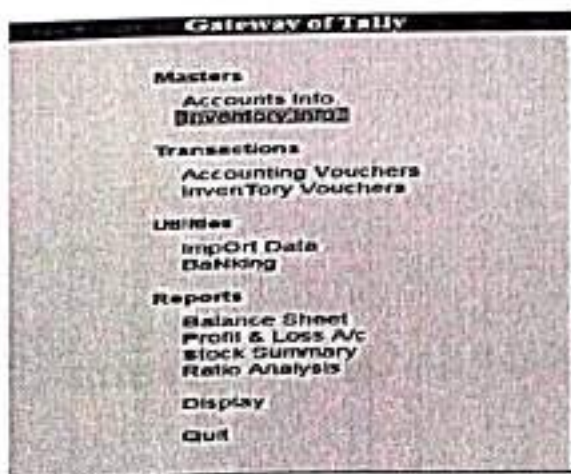 Gateway of Tally
Masters
Accounts Info
Inventory Info
Transactions
Accounting Vouchers
InvenTory Vouchers
Utilities
ImpOrt Data
BaNking
Reports
Balance Sheet
Profit & Loss A/c
Stock Summary
Ratio Analysis
Display
Quit